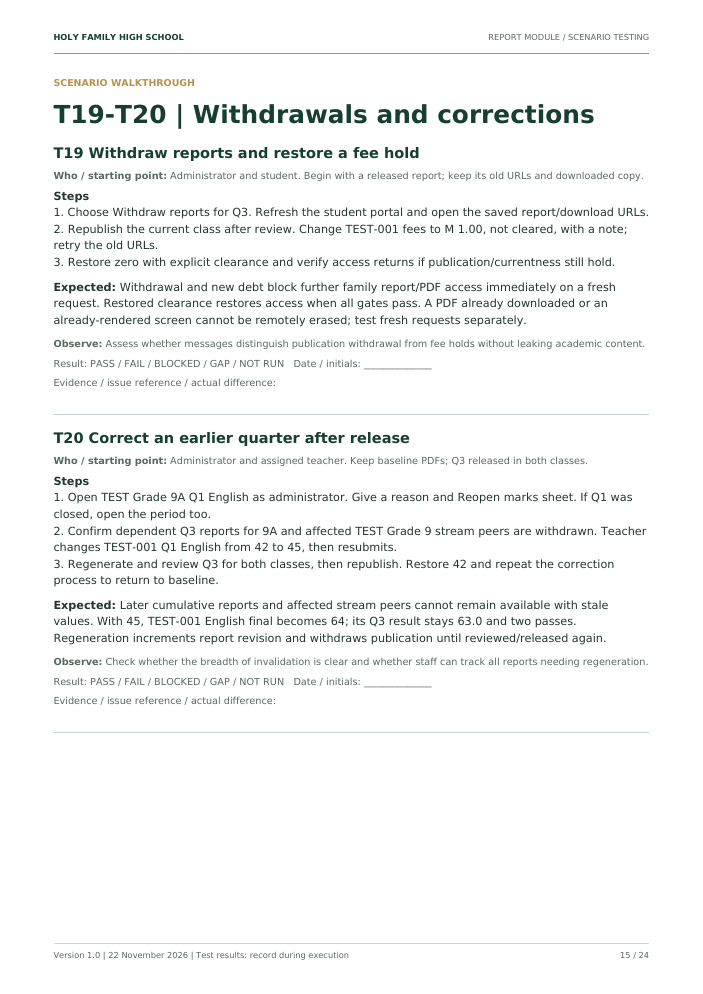 HOLY FAMILY HIGH SCHOOL
REPORT MODULE / SCENARIO TESTING
SCENARIO WALKTHROUGH
T19-T20 | Withdrawals and corrections
T19 Withdraw reports and restore a fee hold
Who / starting point: Administrator and student. Begin with a released report; keep its old URLs and downloaded copy.
Steps
1. Choose Withdraw reports for Q3. Refresh the student portal and open the saved report/download URLs.
2. Republish the current class after review. Change TEST-001 fees to M 1.00, not cleared, with a note;
retry the old URLs.
3. Restore zero with explicit clearance and verify access returns if publication/currentness still hold.
Expected: Withdrawal and new debt block further family report/PDF access immediately on a fresh
request. Restored clearance restores access when all gates pass. A PDF already downloaded or an
already-rendered screen cannot be remotely erased; test fresh requests separately.
Observe: Assess whether messages distinguish publication withdrawal from fee holds without leaking academic content.
Result: PASS / FAIL / BLOCKED / GAP / NOT RUN   Date / initials: ______________
Evidence / issue reference / actual difference:
T20 Correct an earlier quarter after release
Who / starting point: Administrator and assigned teacher. Keep baseline PDFs; Q3 released in both classes.
Steps
1. Open TEST Grade 9A Q1 English as administrator. Give a reason and Reopen marks sheet. If Q1 was
closed, open the period too.
2. Confirm dependent Q3 reports for 9A and affected TEST Grade 9 stream peers are withdrawn. Teacher
changes TEST-001 Q1 English from 42 to 45, then resubmits.
3. Regenerate and review Q3 for both classes, then republish. Restore 42 and repeat the correction
process to return to baseline.
Expected: Later cumulative reports and affected stream peers cannot remain available with stale
values. With 45, TEST-001 English final becomes 64; its Q3 result stays 63.0 and two passes.
Regeneration increments report revision and withdraws publication until reviewed/released again.
Observe: Check whether the breadth of invalidation is clear and whether staff can track all reports needing regeneration.
Result: PASS / FAIL / BLOCKED / GAP / NOT RUN   Date / initials: ______________
Evidence / issue reference / actual difference:
Version 1.0 | 22 November 2026 | Test results: record during execution
15 / 24